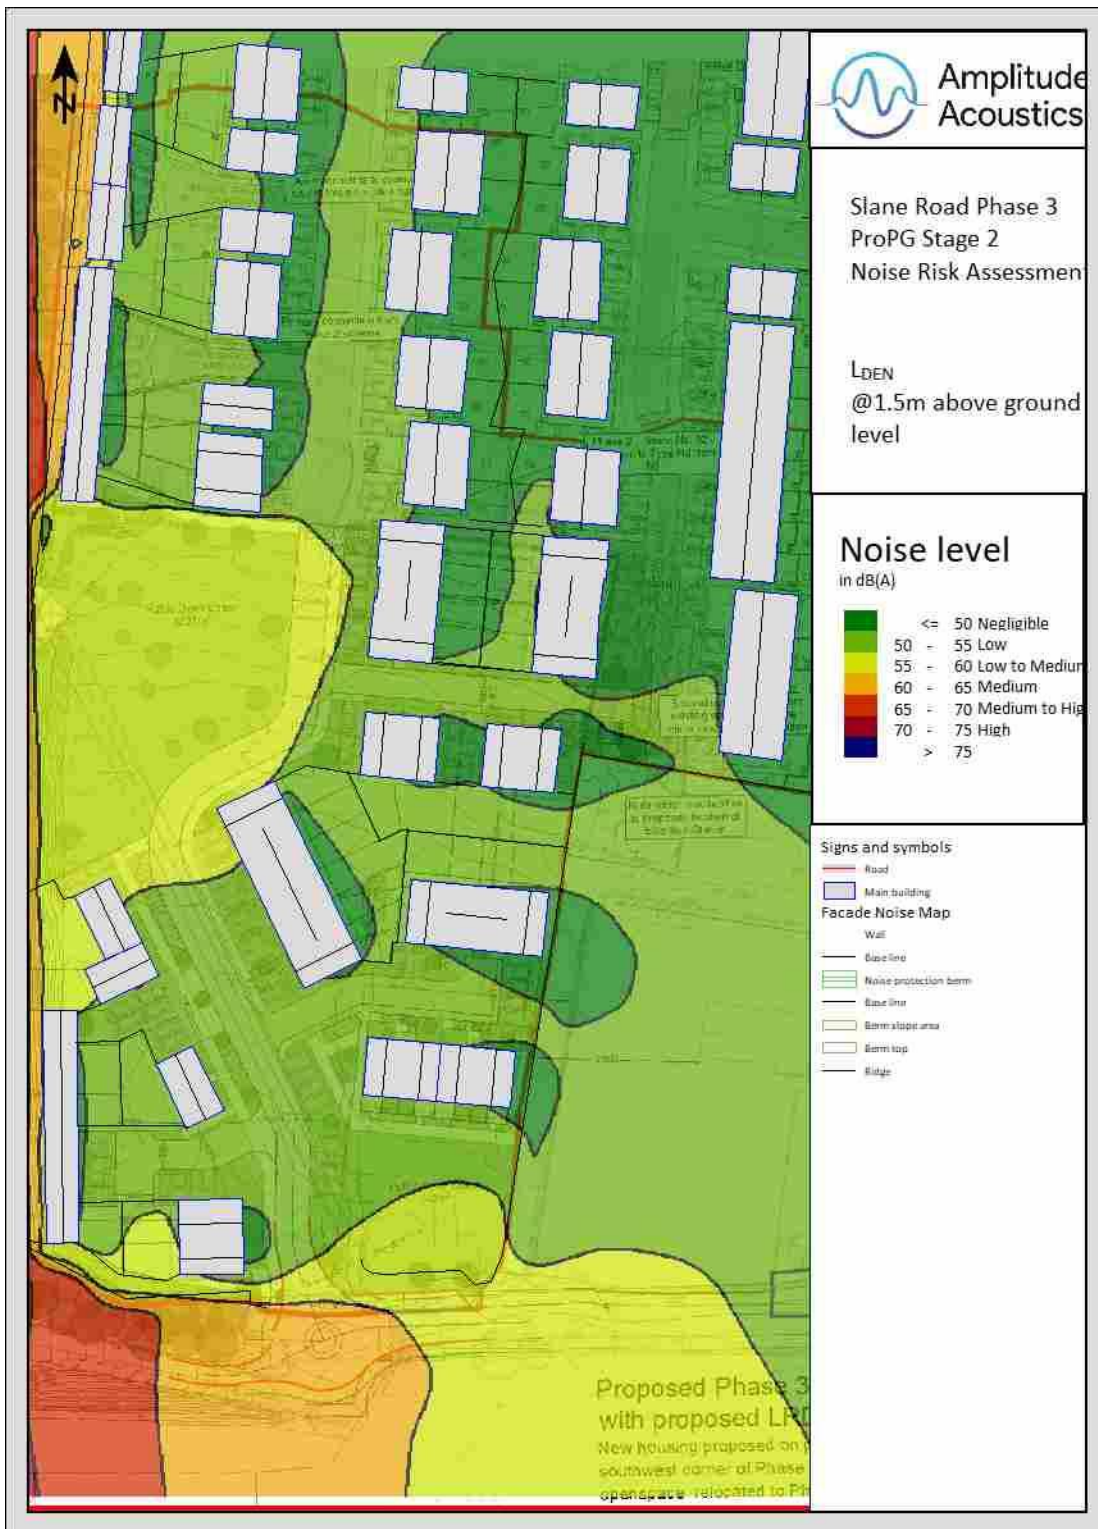 N
Amplitude
Acoustics
Slane Road Phase 3
ProPG Stage 2
Noise Risk Assessmen
LDEN
@1.5m above ground
level
Noise level
in dB(A)
<= 50 Negligible
50 - 55 Low
55 - 60 Low to Medium
60 - 65 Medium
65 - 70 Medium to Hig
70 - 75 High
> 75
Signs and symbols
Road
Main building
Facade Noise Map
Wall
Base line
Noise protection berm
Base line
Berm slope area
Berm top
Ridge
Proposed Phase 3
with proposed LRD
New housing proposed on
southwest corner of Phase
openspace relocated to Ph